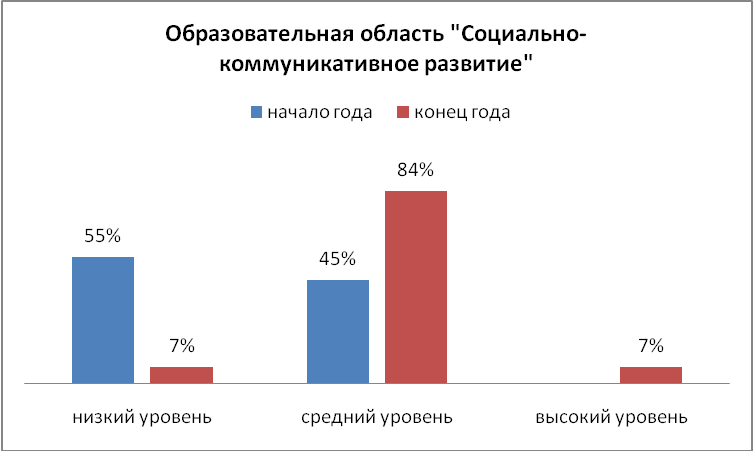 Образовательная область "Социально-
коммуникативное развитие"
начало года конец года
84%
55%
45%
7%
7%
низкий уровень средний уровень высокий уровень